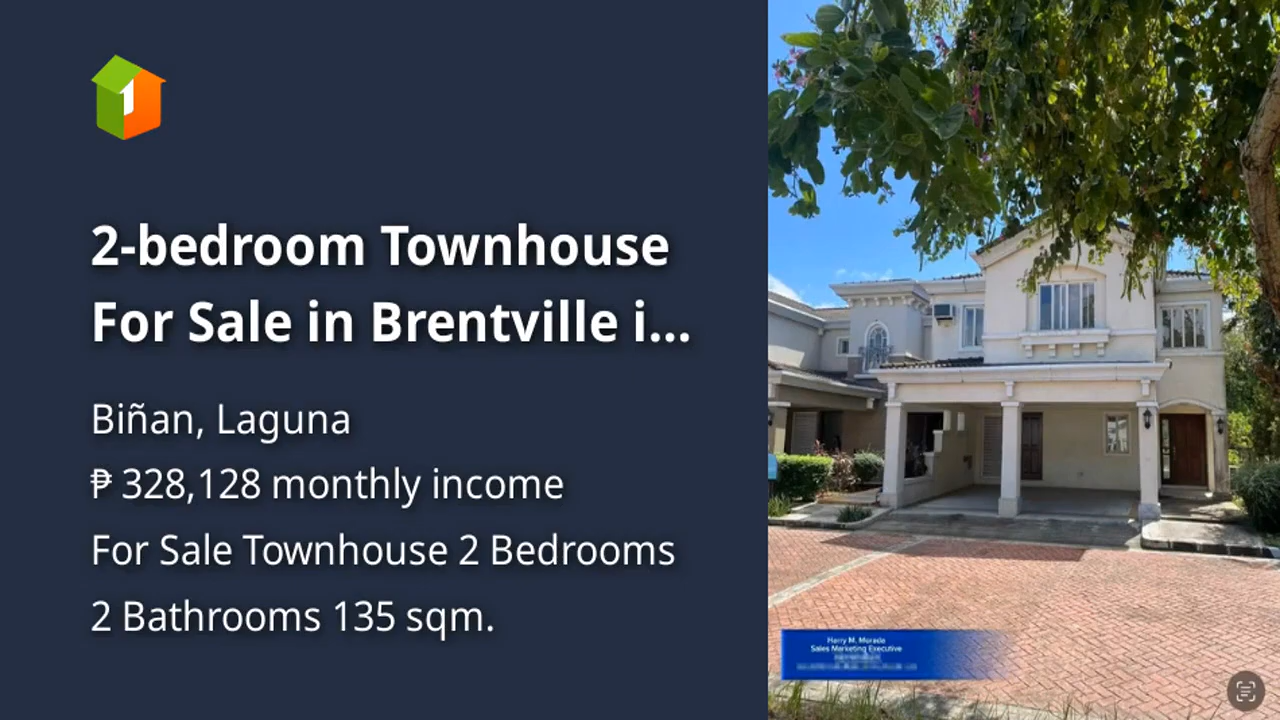 2-bedroom Townhouse
For Sale in Brentville i...
Biñan, Laguna
₱ 328,128 monthly income
For Sale Townhouse 2 Bedrooms
2 Bathrooms 135 sqm.
Harry M. Morade
Sales Marketing Executive